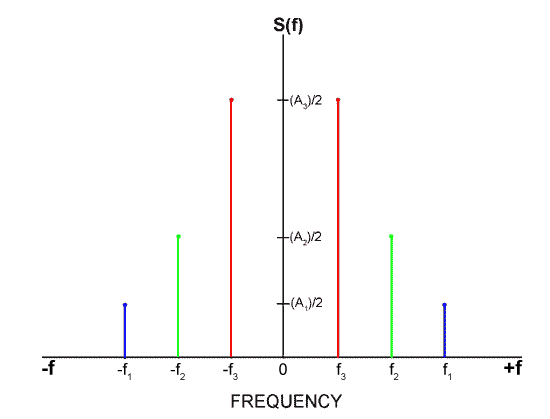 S(f)
(A₃)/2
(A₂)/2
(A₁)/2
-f -f₁ -f₂ -f₃ 0 f₃ f₂ f₁ +f
FREQUENCY